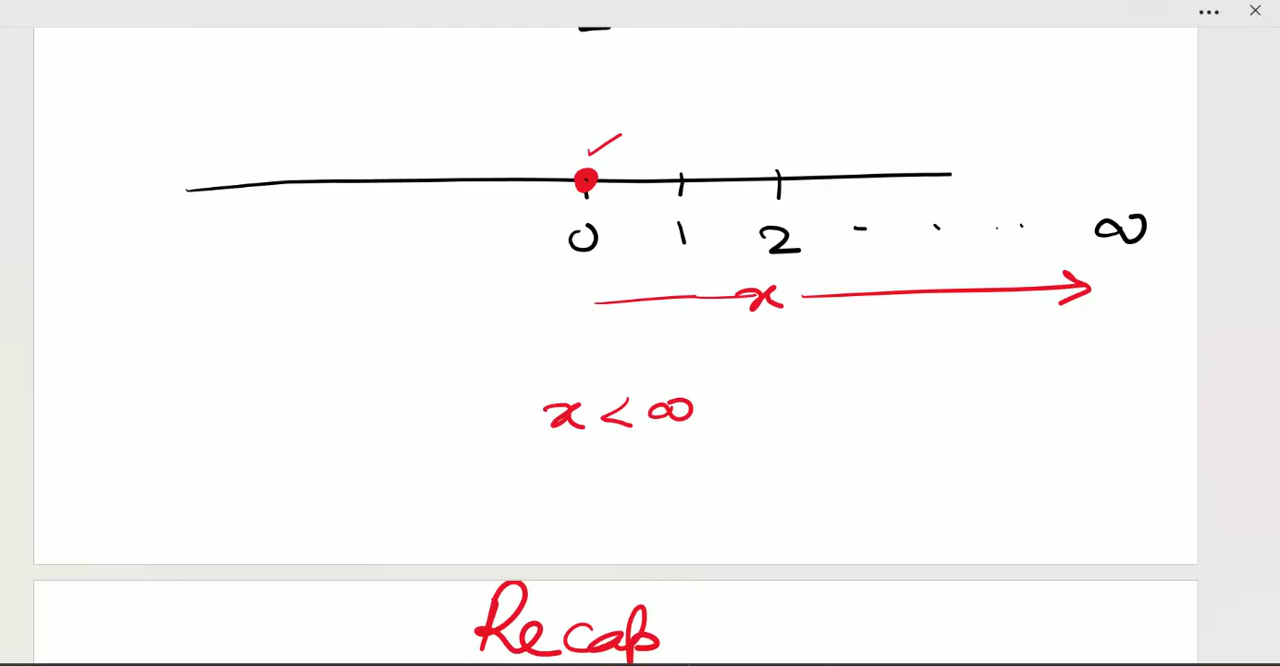 0 1 2 - . . . ∞
x
x < ∞
Recap